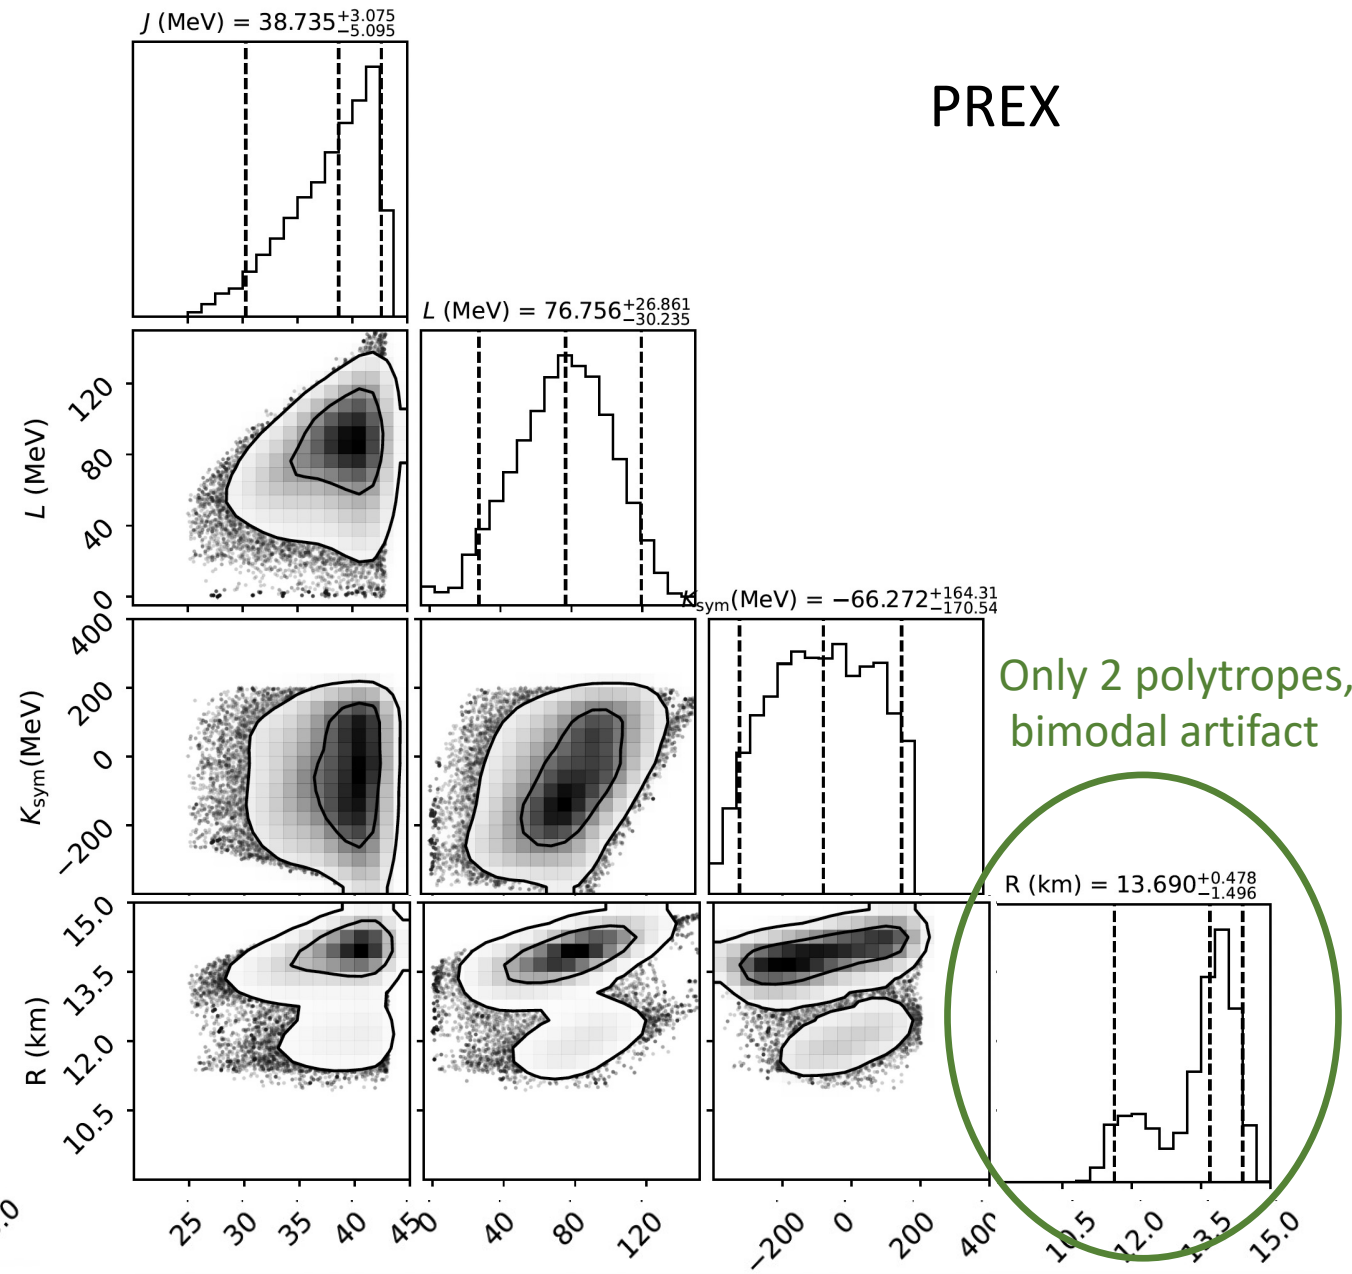 J (MeV) = 38.735+3.075−5.095
PREX
L (MeV) = 76.756+26.861−30.235
120
80
40
0
L (MeV)
Ksym(MeV) = −66.272+164.31−170.54
400
200
0
−200
Ksym(MeV)
Only 2 polytropes,
bimodal artifact
R (km) = 13.690+0.478−1.496
15.0
13.5
12.0
10.5
R (km)
.0
25 30 35 40 45
0 40 80 120
−200 0 200 400
10.5 12.0 13.5 15.0